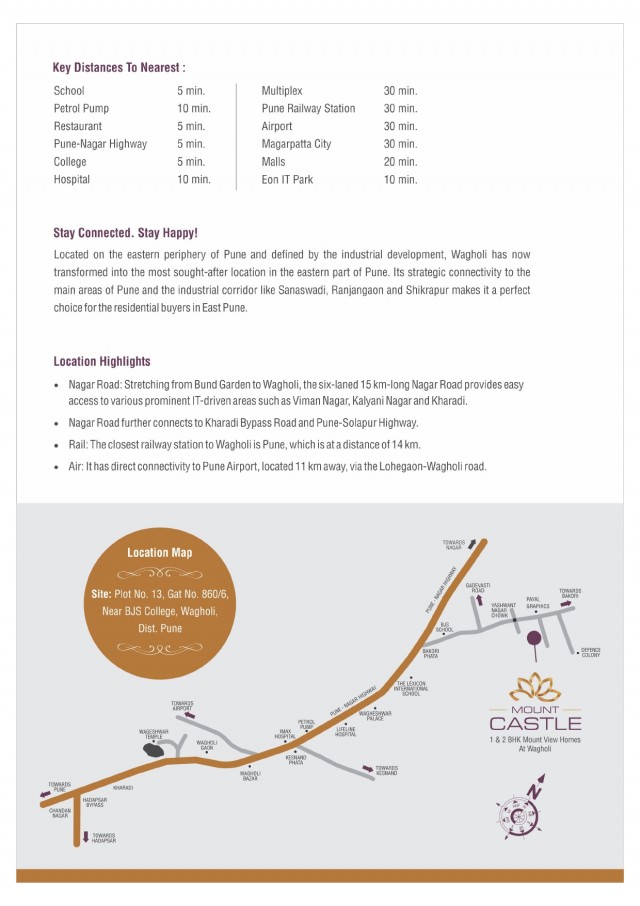 Key Distances To Nearest :
School 5 min.
Petrol Pump 10 min.
Restaurant 5 min.
Pune-Nagar Highway 5 min.
College 5 min.
Hospital 10 min.
Multiplex 30 min.
Pune Railway Station 30 min.
Airport 30 min.
Magarpatta City 30 min.
Malls 20 min.
Eon IT Park 10 min.
Stay Connected. Stay Happy!
Located on the eastern periphery of Pune and defined by the industrial development, Wagholi has now
transformed into the most sought-after location in the eastern part of Pune. Its strategic connectivity to the
main areas of Pune and the industrial corridor like Sanaswadi, Ranjangaon and Shikrapur makes it a perfect
choice for the residential buyers in East Pune.
Location Highlights
• Nagar Road: Stretching from Bund Garden to Wagholi, the six-laned 15 km-long Nagar Road provides easy
access to various prominent IT-driven areas such as Viman Nagar, Kalyani Nagar and Kharadi.
• Nagar Road further connects to Kharadi Bypass Road and Pune-Solapur Highway.
• Rail: The closest railway station to Wagholi is Pune, which is at a distance of 14 km.
• Air: It has direct connectivity to Pune Airport, located 11 km away, via the Lohegaon-Wagholi road.
Location Map
Site: Plot No. 13, Gat No. 860/6,
Near BJS College, Wagholi,
Dist. Pune
TOWARDS
NAGAR
PUNE - NAGAR HIGHWAY
GADEVASTI
ROAD
YASHWANT
NAGAR
CHOWK
PAYAL
GRAPHICS
TOWARDS
BAKORI
BJS
SCHOOL
BAKORI
PHATA
DEFENCE
COLONY
THE LEXICON
INTERNATIONAL
SCHOOL
PUNE - NAGAR HIGHWAY
WAGHESHWAR
PALACE
LIFELINE
HOSPITAL
PETROL
PUMP
IMAX
HOSPITAL
KESNAND
PHATA
TOWARDS
KESNAND
TOWARDS
AIRPORT
WAGESHWER
TEMPLE
WAGHOLI
GAON
WAGHOLI
BAZAR
KHARADI
TOWARDS
PUNE
CHANDAN
NAGAR
HADAPSAR
BYPASS
TOWARDS
HADAPSAR
MOUNT
CASTLE
1 & 2 BHK Mount View Homes
At Wagholi
N